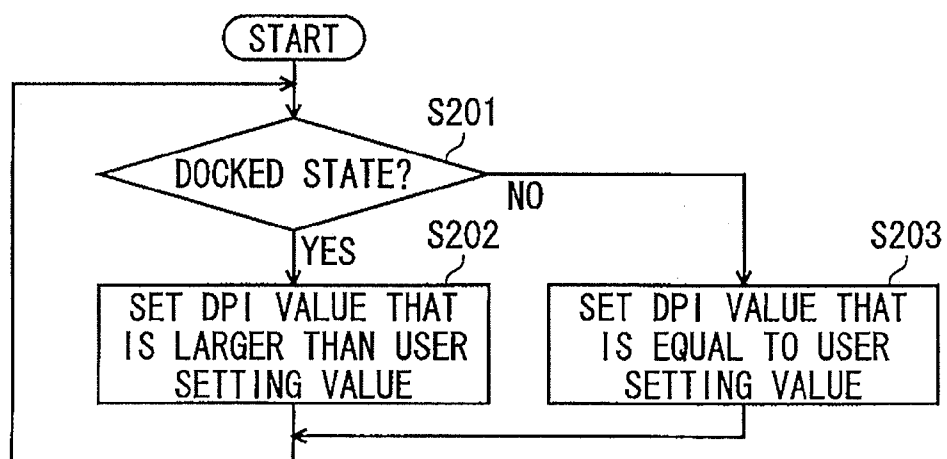 START
S201
DOCKED STATE?
NO
YES
S202
SET DPI VALUE THAT
IS LARGER THAN USER
SETTING VALUE
S203
SET DPI VALUE THAT
IS EQUAL TO USER
SETTING VALUE